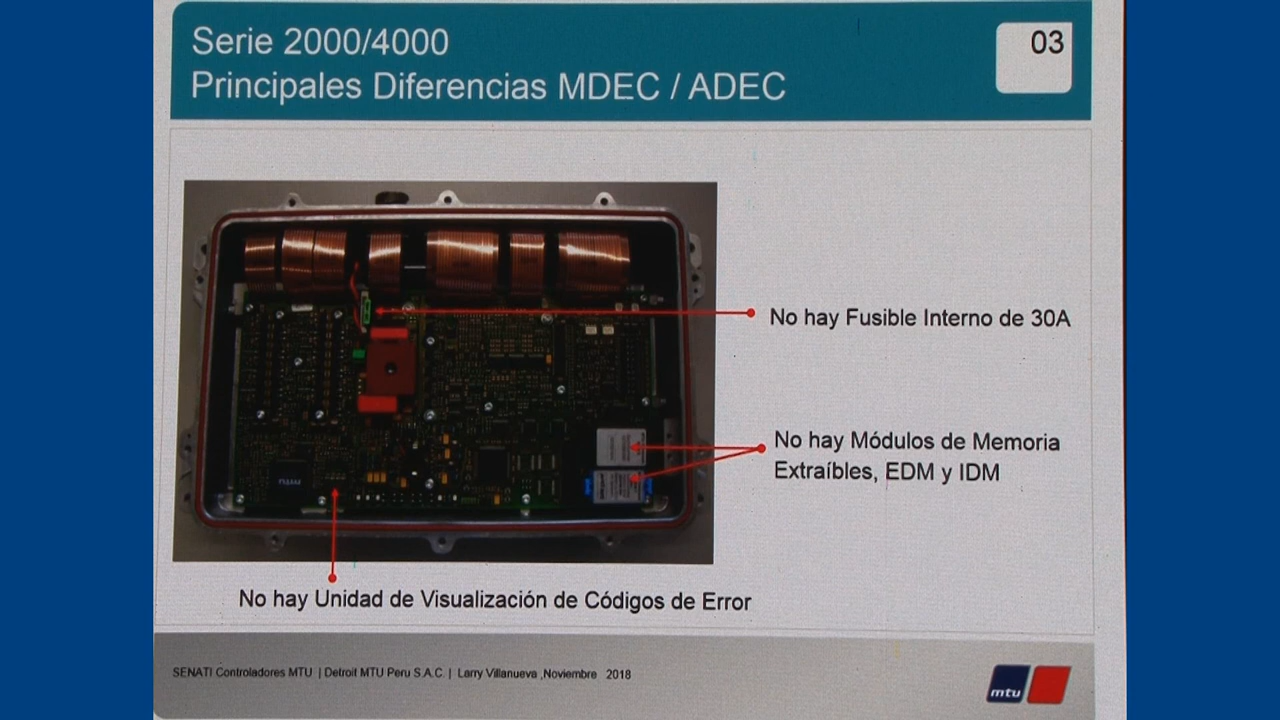 Serie 2000/4000
Principales Diferencias MDEC / ADEC
03
No hay Fusible Interno de 30A
No hay Módulos de Memoria
Extraíbles, EDM y IDM
mtu
No hay Unidad de Visualización de Códigos de Error
SENATI Controladores MTU | Detroit MTU Peru S.A.C. | Larry Villanueva ,Noviembre 2018
mtu